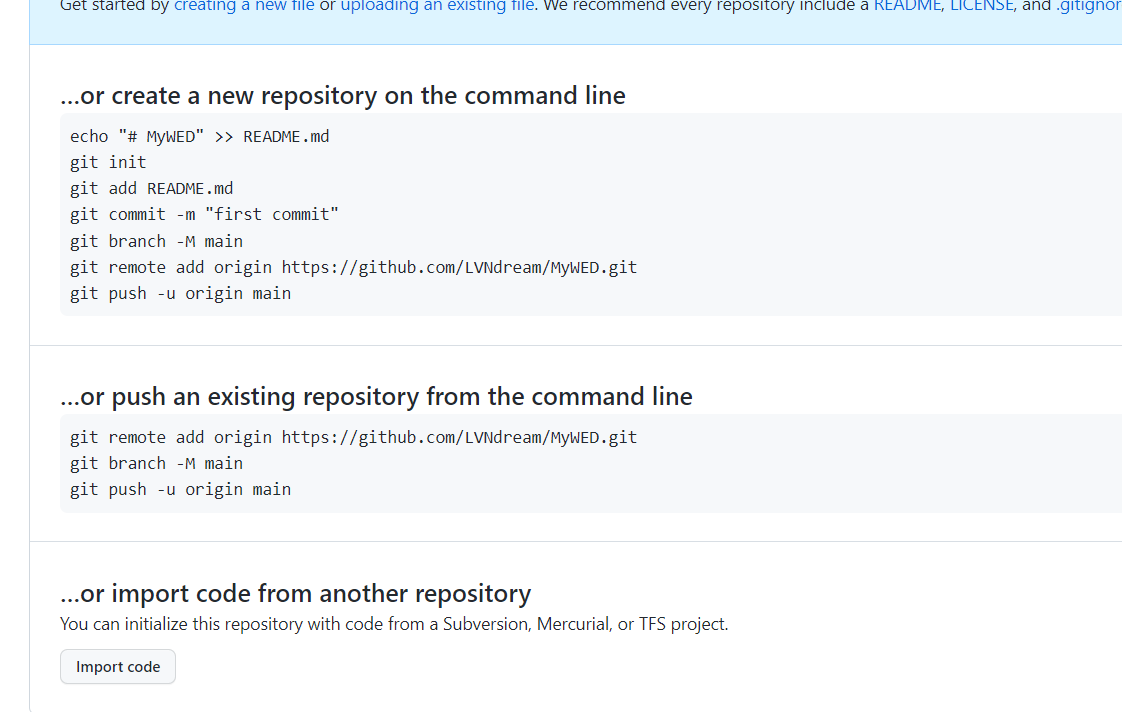 Get started by creating a new file or uploading an existing file. We recommend every repository include a README, LICENSE, and .gitignor
...or create a new repository on the command line
echo "# MyWED" >> README.md
git init
git add README.md
git commit -m "first commit"
git branch -M main
git remote add origin https://github.com/LVNdream/MyWED.git
git push -u origin main
...or push an existing repository from the command line
git remote add origin https://github.com/LVNdream/MyWED.git
git branch -M main
git push -u origin main
...or import code from another repository
You can initialize this repository with code from a Subversion, Mercurial, or TFS project.
Import code